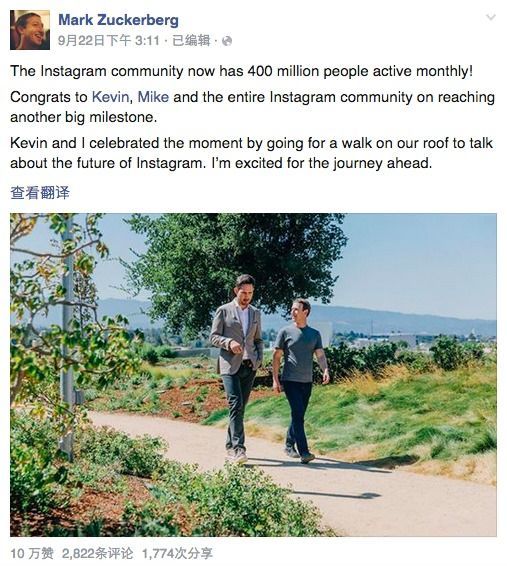 Mark Zuckerberg
9月22日下午 3:11 · 已编辑 ·
The Instagram community now has 400 million people active monthly!
Congrats to Kevin, Mike and the entire Instagram community on reaching
another big milestone.
Kevin and I celebrated the moment by going for a walk on our roof to talk
about the future of Instagram. I'm excited for the journey ahead.
查看翻译
10 万赞 2,822条评论 1,774次分享